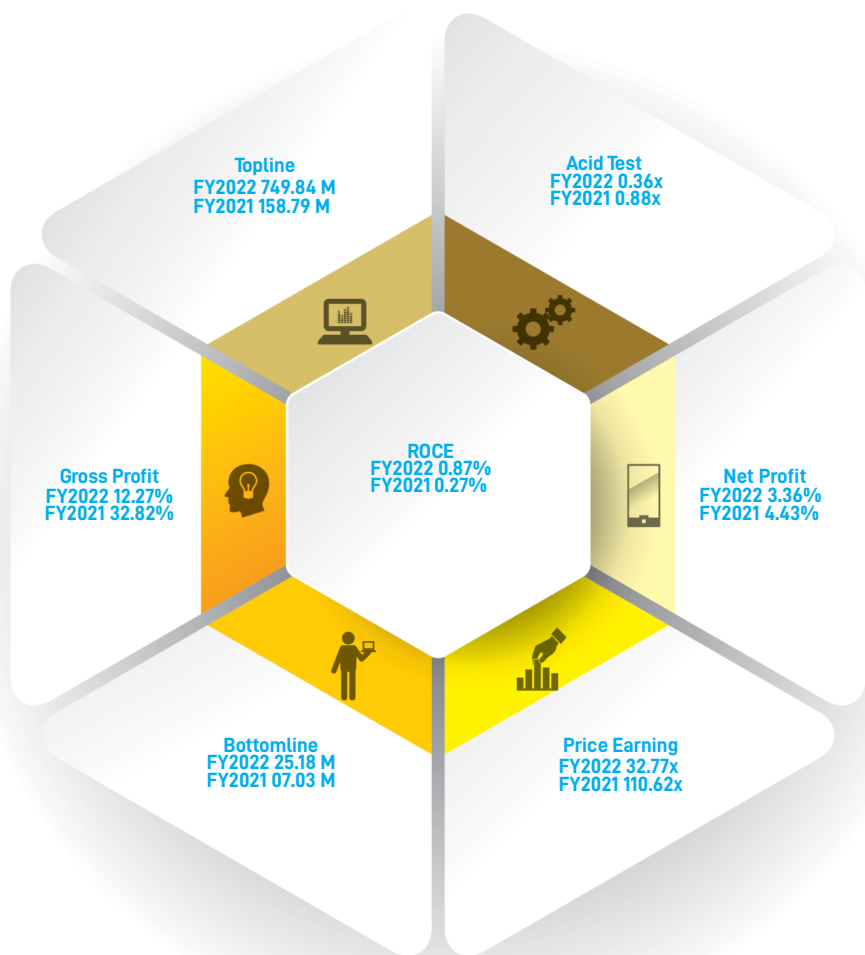 Topline
FY2022 749.84 M
FY2021 158.79 M
Acid Test
FY2022 0.36x
FY2021 0.88x
Gross Profit
FY2022 12.27%
FY2021 32.82%
ROCE
FY2022 0.87%
FY2021 0.27%
Net Profit
FY2022 3.36%
FY2021 4.43%
Bottomline
FY2022 25.18 M
FY2021 07.03 M
Price Earning
FY2022 32.77x
FY2021 110.62x